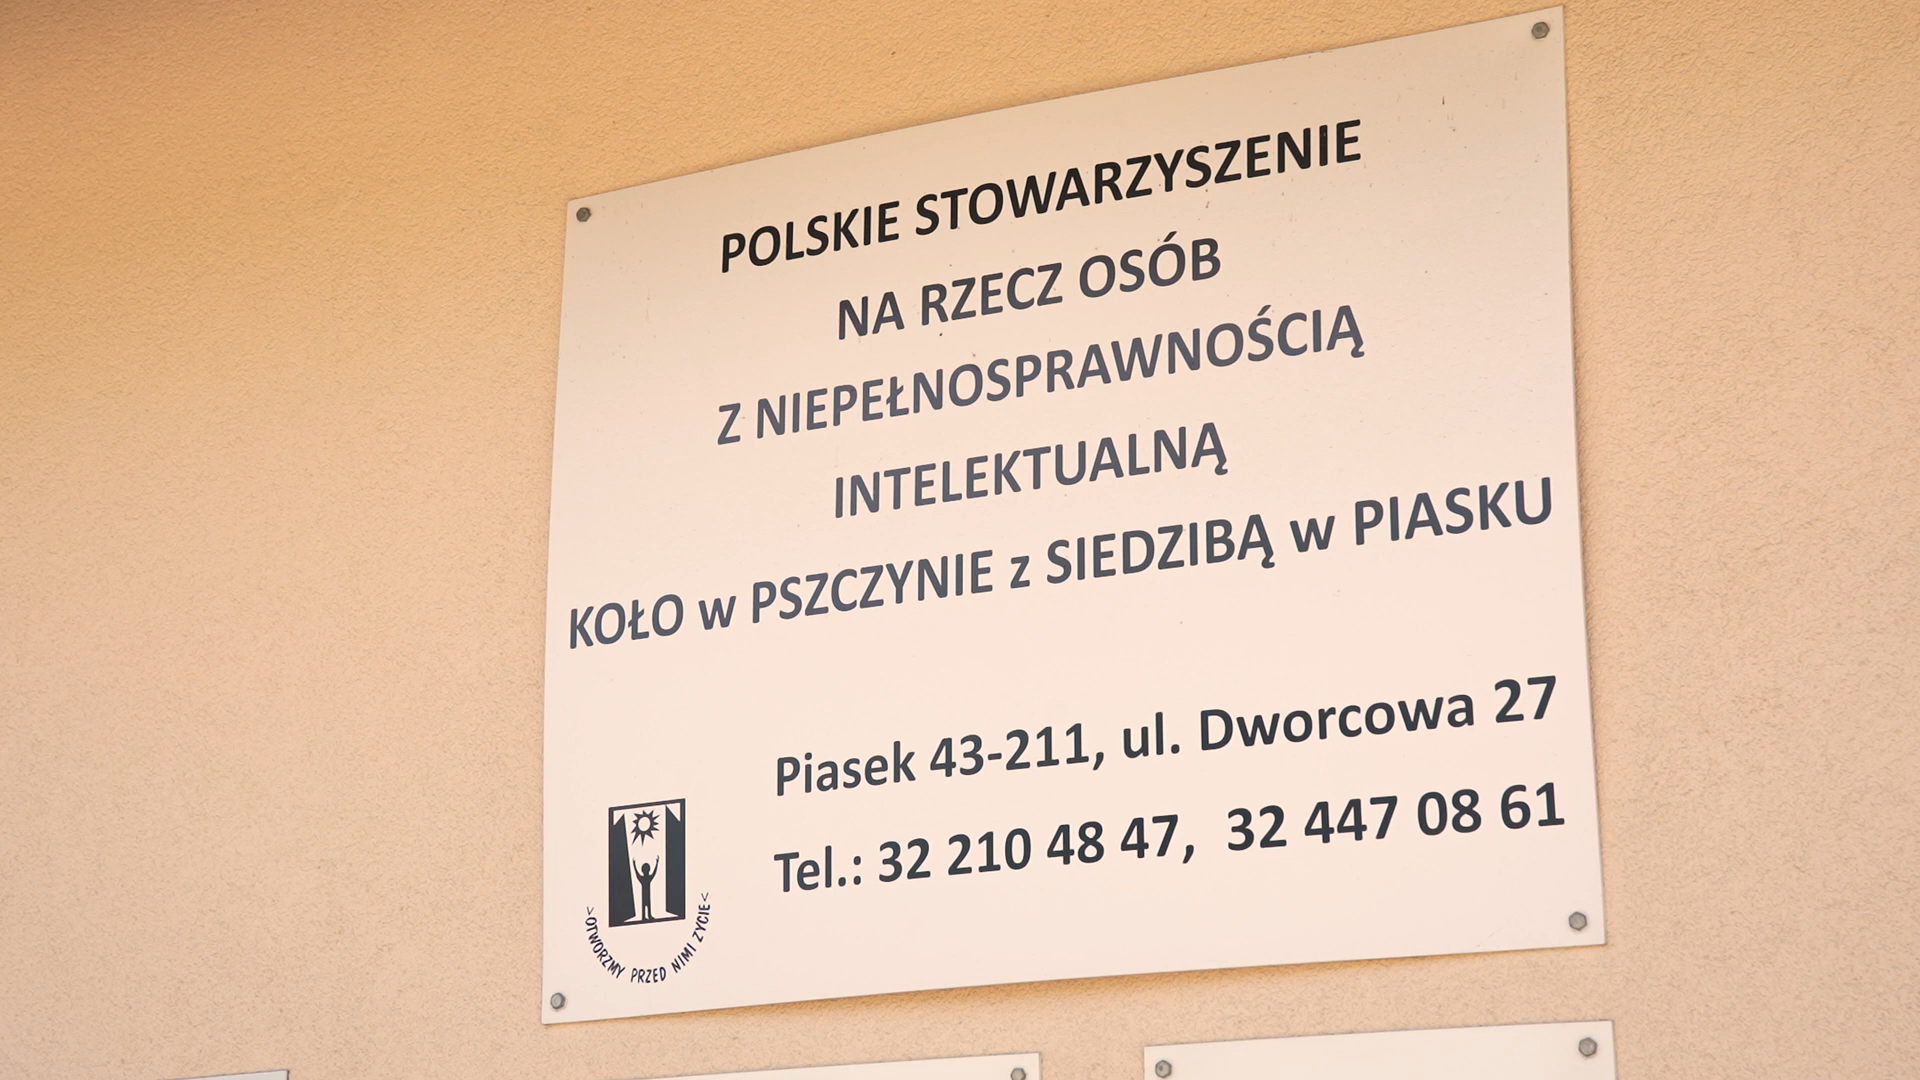 POLSKIE STOWARZYSZENIE
NA RZECZ OSÓB
Z NIEPEŁNOSPRAWNOŚCIĄ
INTELEKTUALNĄ
KOŁO w PSZCZYNIE z SIEDZIBĄ w PIASKU
Piasek 43-211, ul. Dworcowa 27
Tel.: 32 210 48 47, 32 447 08 61
>OTWÓRZMY PRZED NIMI ŻYCIE<